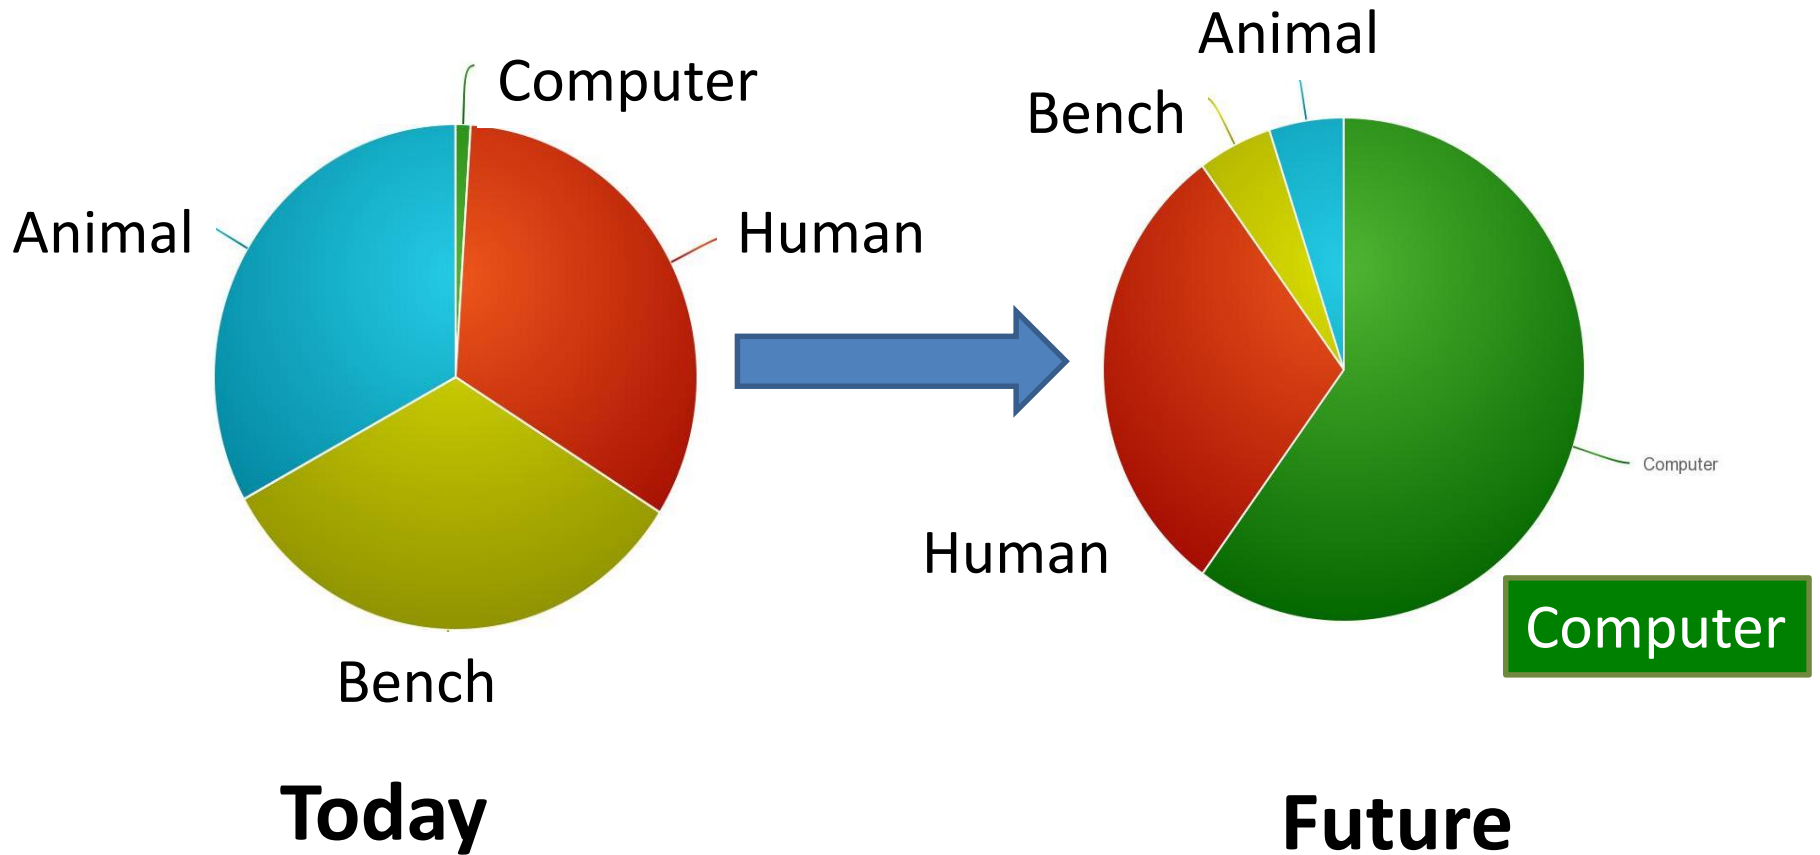 Computer
Animal
Human
Bench
Today
Animal
Bench
Computer
Human
Computer
Future